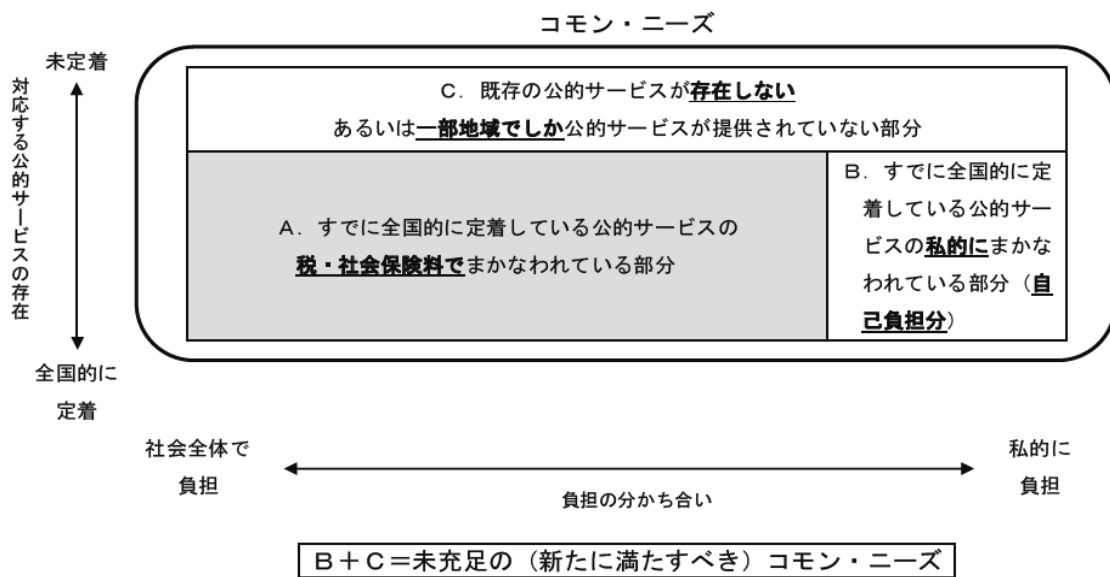 コモン・ニーズ
未定着
対応する公的サービスの存在
全国的に
定着
C．既存の公的サービスが存在しない
あるいは一部地域でしか公的サービスが提供されていない部分
A．すでに全国的に定着している公的サービスの
税・社会保険料でまかなわれている部分
B．すでに全国的に定
着している公的サー
ビスの私的にまかな
われている部分（自
己負担分）
社会全体で
負担
負担の分かち合い
私的に
負担
B＋C＝未充足の（新たに満たすべき）コモン・ニーズ